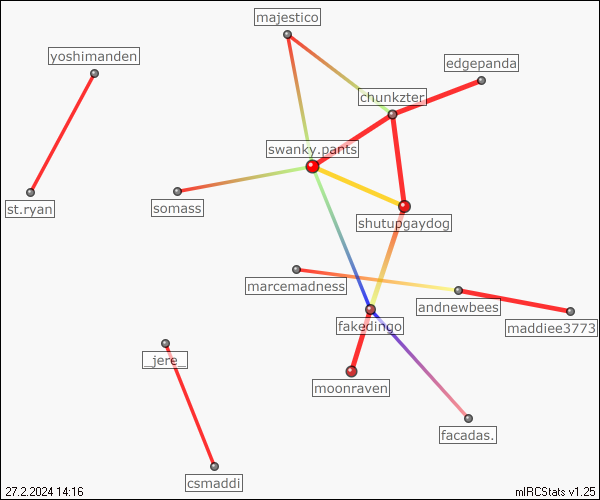 majestico
yoshimanden
edgepanda
chunkzter
swanky.pants
st.ryan
somass
shutupgaydog
marcemadness
andnewbees
fakedingo
maddiee3773
_jere_
moonraven
facadas.
csmaddi
27.2.2024 14:16
mIRCStats v1.25